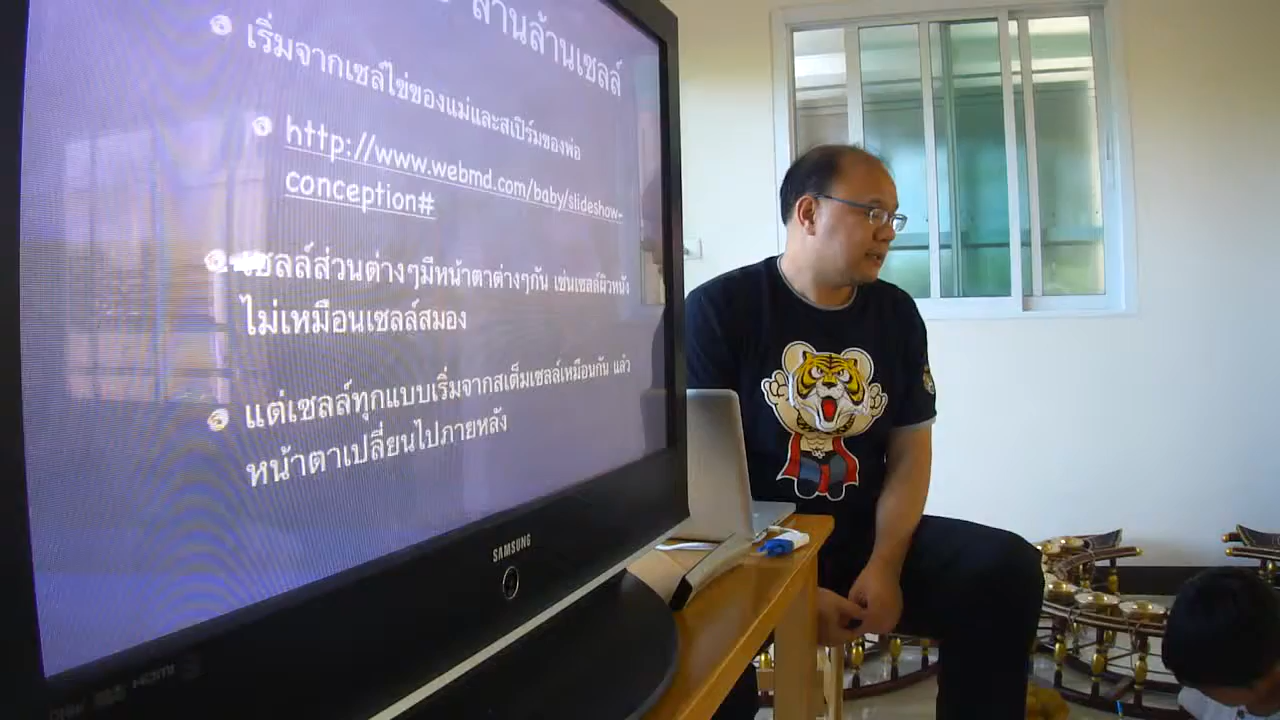 ล้านล้านเซลล์
เริ่มจากเซล์ไข่ของแม่และสเปิร์มของพ่อ
http://www.webmd.com/baby/slideshow-
conception#
เซลล์ส่วนต่างๆมีหน้าตาต่างๆกัน เช่นเซลล์ผิวหนัง
ไม่เหมือนเซลล์สมอง
แต่เซลล์ทุกแบบเริ่มจากสเต็มเซลล์เหมือนกัน แล้ว
หน้าตาเปลี่ยนไปภายหลัง
SAMSUNG